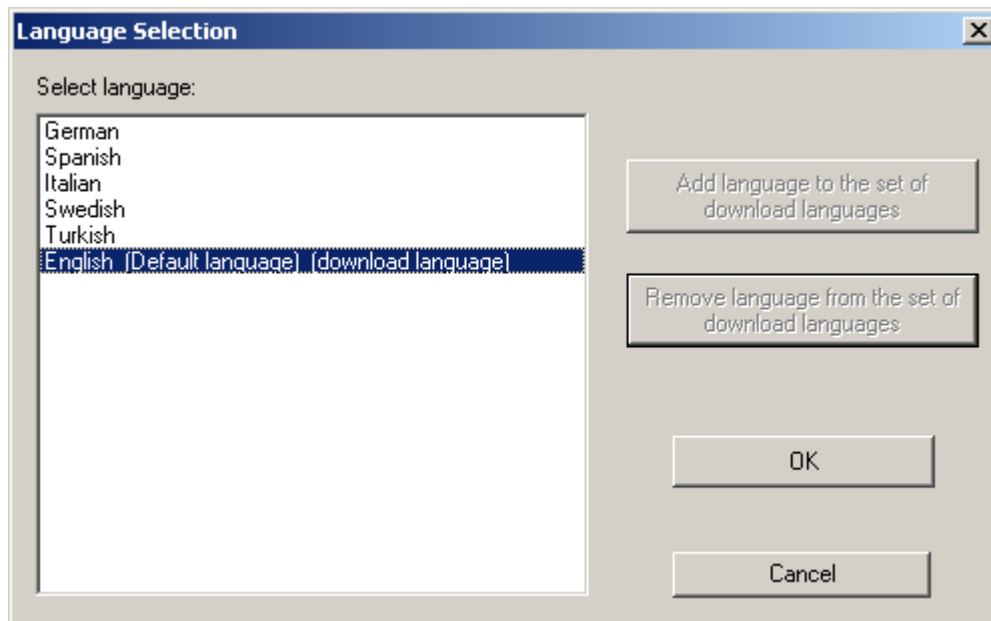 Language Selection
Select language:
German
Spanish
Italian
Swedish
Turkish
English (Default language) (download language)
Add language to the set of
download languages
Remove language from the set of
download languages
OK
Cancel